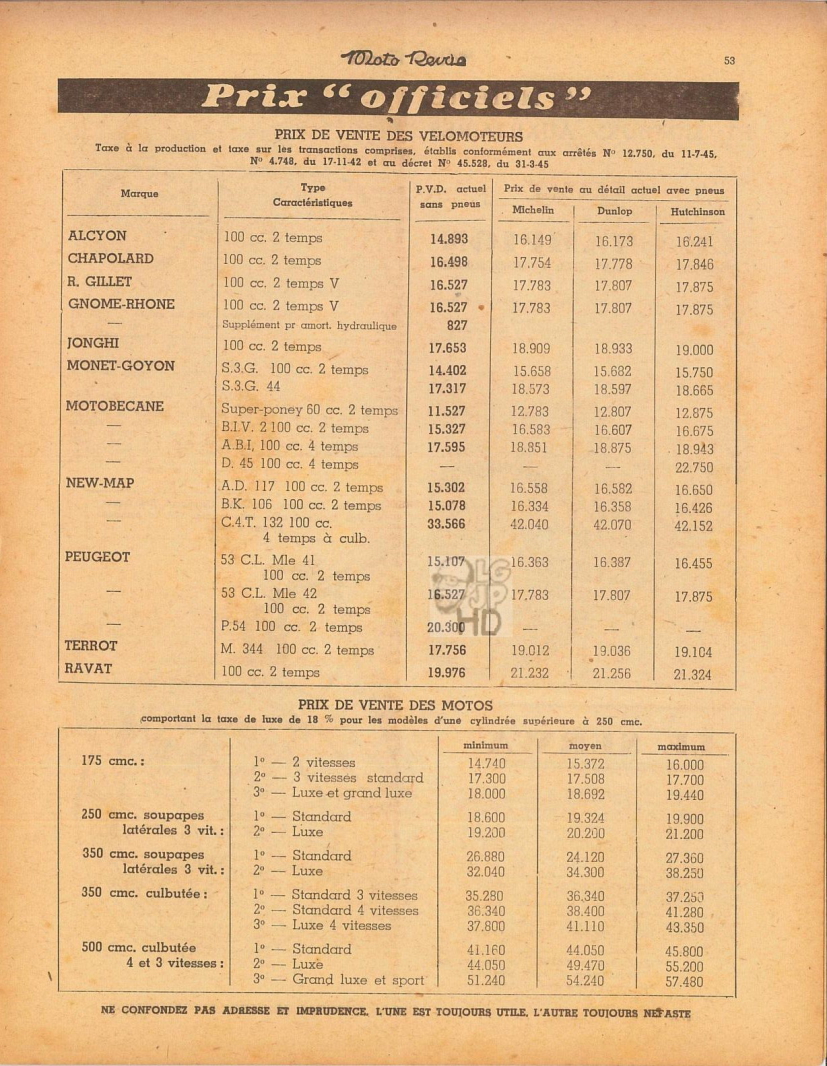 Moto Revue
53
Prix "officiels"
PRIX DE VENTE DES VELOMOTEURS
Taxe à la production et taxe sur les transactions comprises, établis conformément aux arrêtés N° 12.750, du 11-7-45,
N° 4.748, du 17-11-42 et au décret N° 45.528, du 31-3-45
Marque Type Caractéristiques P.V.D. actuel sans pneus Prix de vente au détail actuel avec pneus
Michelin Dunlop Hutchinson
ALCYON 100 cc. 2 temps 14.893 16.149 16.173 16.241
CHAPOLARD 100 cc. 2 temps 16.498 17.754 17.778 17.846
R. GILLET 100 cc. 2 temps V 16.527 17.783 17.807 17.875
GNOME-RHONE 100 cc. 2 temps V 16.527 17.783 17.807 17.875
— Supplément pr amort. hydraulique 827
JONGHI 100 cc. 2 temps 17.653 18.909 18.933 19.000
MONET-GOYON S.3.G. 100 cc. 2 temps 14.402 15.658 15.682 15.750
S.3.G. 44 17.317 18.573 18.597 18.665
MOTOBECANE Super-poney 60 cc. 2 temps 11.527 12.783 12.807 12.875
— B.I.V. 2 100 cc. 2 temps 15.327 16.583 16.607 16.675
— A.B.I, 100 cc. 4 temps 17.595 18.851 18.875 18.943
— D. 45 100 cc. 4 temps — — — 22.750
NEW-MAP A.D. 117 100 cc. 2 temps 15.302 16.558 16.582 16.650
— B.K. 106 100 cc. 2 temps 15.078 16.334 16.358 16.426
— C.4.T. 132 100 cc. 33.566 42.040 42.070 42.152
4 temps à culb.
PEUGEOT 53 C.L. Mle 41 15.107 16.363 16.387 16.455
100 cc. 2 temps
— 53 C.L. Mle 42 16.527 17.783 17.807 17.875
100 cc. 2 temps
— P.54 100 cc. 2 temps 20.300 — — —
TERROT M. 344 100 cc. 2 temps 17.756 19.012 19.036 19.104
RAVAT 100 cc. 2 temps 19.976 21.232 21.256 21.324
HD
PRIX DE VENTE DES MOTOS
comportant la taxe de luxe de 18 % pour les modèles d'une cylindrée supérieure à 250 cmc.
minimum moyen maximum
175 cmc. : 1° — 2 vitesses 14.740 15.372 16.000
2° — 3 vitesses standard 17.300 17.508 17.700
3° — Luxe et grand luxe 18.000 18.692 19.440
250 cmc. soupapes 1° — Standard 18.600 19.324 19.900
latérales 3 vit. : 2° — Luxe 19.200 20.200 21.200
350 cmc. soupapes 1° — Standard 26.880 24.120 27.360
latérales 3 vit. : 2° — Luxe 32.040 34.300 38.250
350 cmc. culbutée : 1° — Standard 3 vitesses 35.280 36.340 37.250
2° — Standard 4 vitesses 36.340 38.400 41.280
3° — Luxe 4 vitesses 37.800 41.110 43.350
500 cmc. culbutée 1° — Standard 41.160 44.050 45.800
4 et 3 vitesses : 2° — Luxe 44.050 49.470 55.200
3° — Grand luxe et sport 51.240 54.240 57.480
NE CONFONDEZ PAS ADRESSE ET IMPRUDENCE, L'UNE EST TOUJOURS UTILE, L'AUTRE TOUJOURS NEFASTE